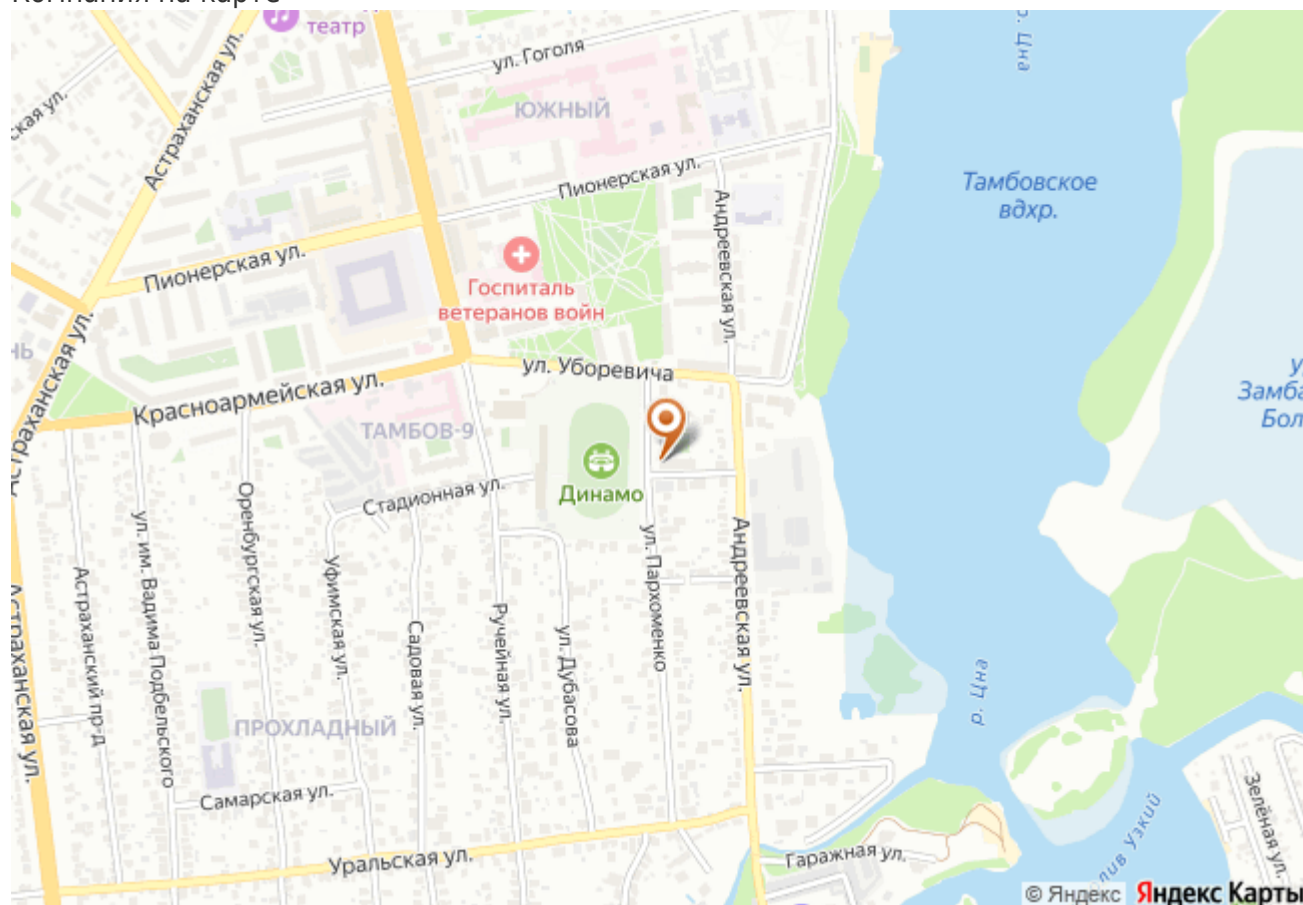 Компания на карте
театр
ул. Гоголя
р. Цна
Астраханская ул.
ЮЖНЫЙ
Пионерская ул.
Андреевская ул.
Тамбовское
вдхр.
Пионерская ул.
Госпиталь
ветеранов войн
Астраханская ул.
ул. Уборевича
Красноармейская ул.
ТАМБОВ-9
Динамо
Стадионная ул.
Оренбургская ул.
ул. им. Вадима Подбельского
Астраханский пр-д
Уфимская ул.
Садовая ул.
Ручейная ул.
ул. Дубасова
ул. Пархоменко
Андреевская ул.
Астраханская ул.
р. Цна
ПРОХЛАДНЫЙ
Самарская ул.
Уральская ул.
Гаражная ул.
Зелёная ул.
© Яндекс Яндекс Карты